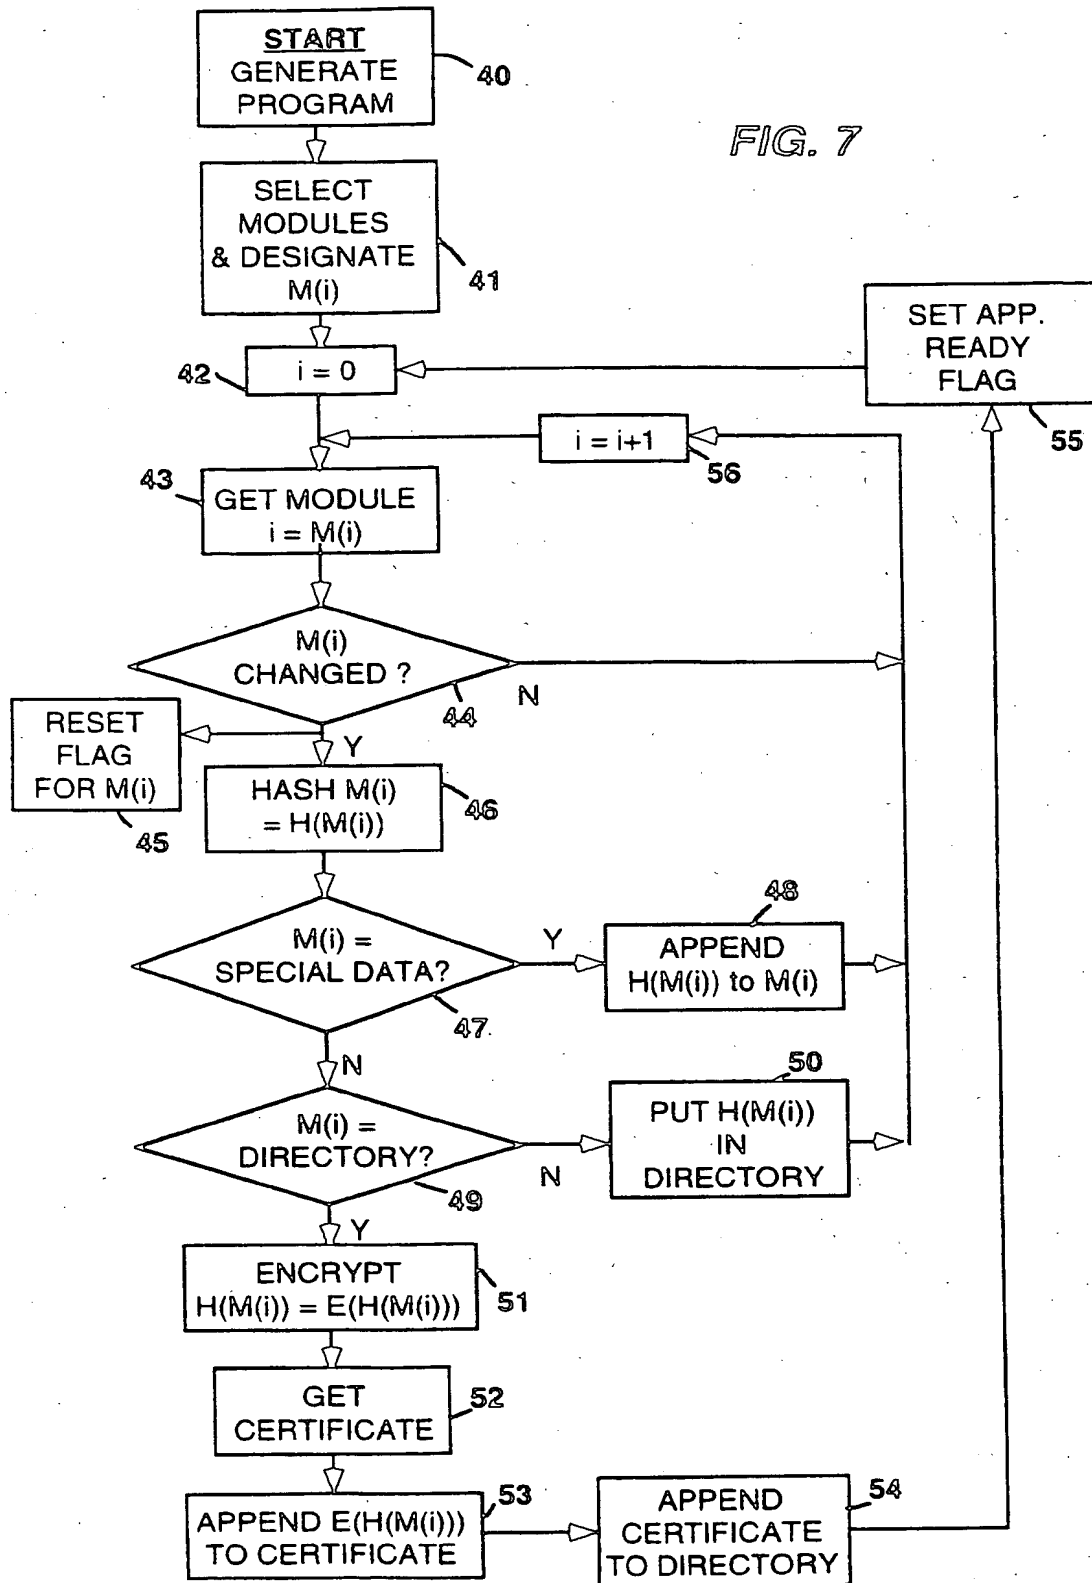 START
GENERATE
PROGRAM
40
FIG. 7
SELECT
MODULES
& DESIGNATE
M(i)
41
SET APP.
READY
FLAG
55
42
i = 0
i = i+1
56
43
GET MODULE
i = M(i)
M(i)
CHANGED ?
44
N
RESET
FLAG
FOR M(i)
45
Y
HASH M(i)
= H(M(i))
46
M(i) =
SPECIAL DATA?
47
Y
48
APPEND
H(M(i)) to M(i)
N
M(i) =
DIRECTORY?
49
N
50
PUT H(M(i))
IN
DIRECTORY
Y
ENCRYPT
H(M(i)) = E(H(M(i)))
51
GET
CERTIFICATE
52
APPEND E(H(M(i)))
TO CERTIFICATE
53
APPEND
CERTIFICATE
TO DIRECTORY
54